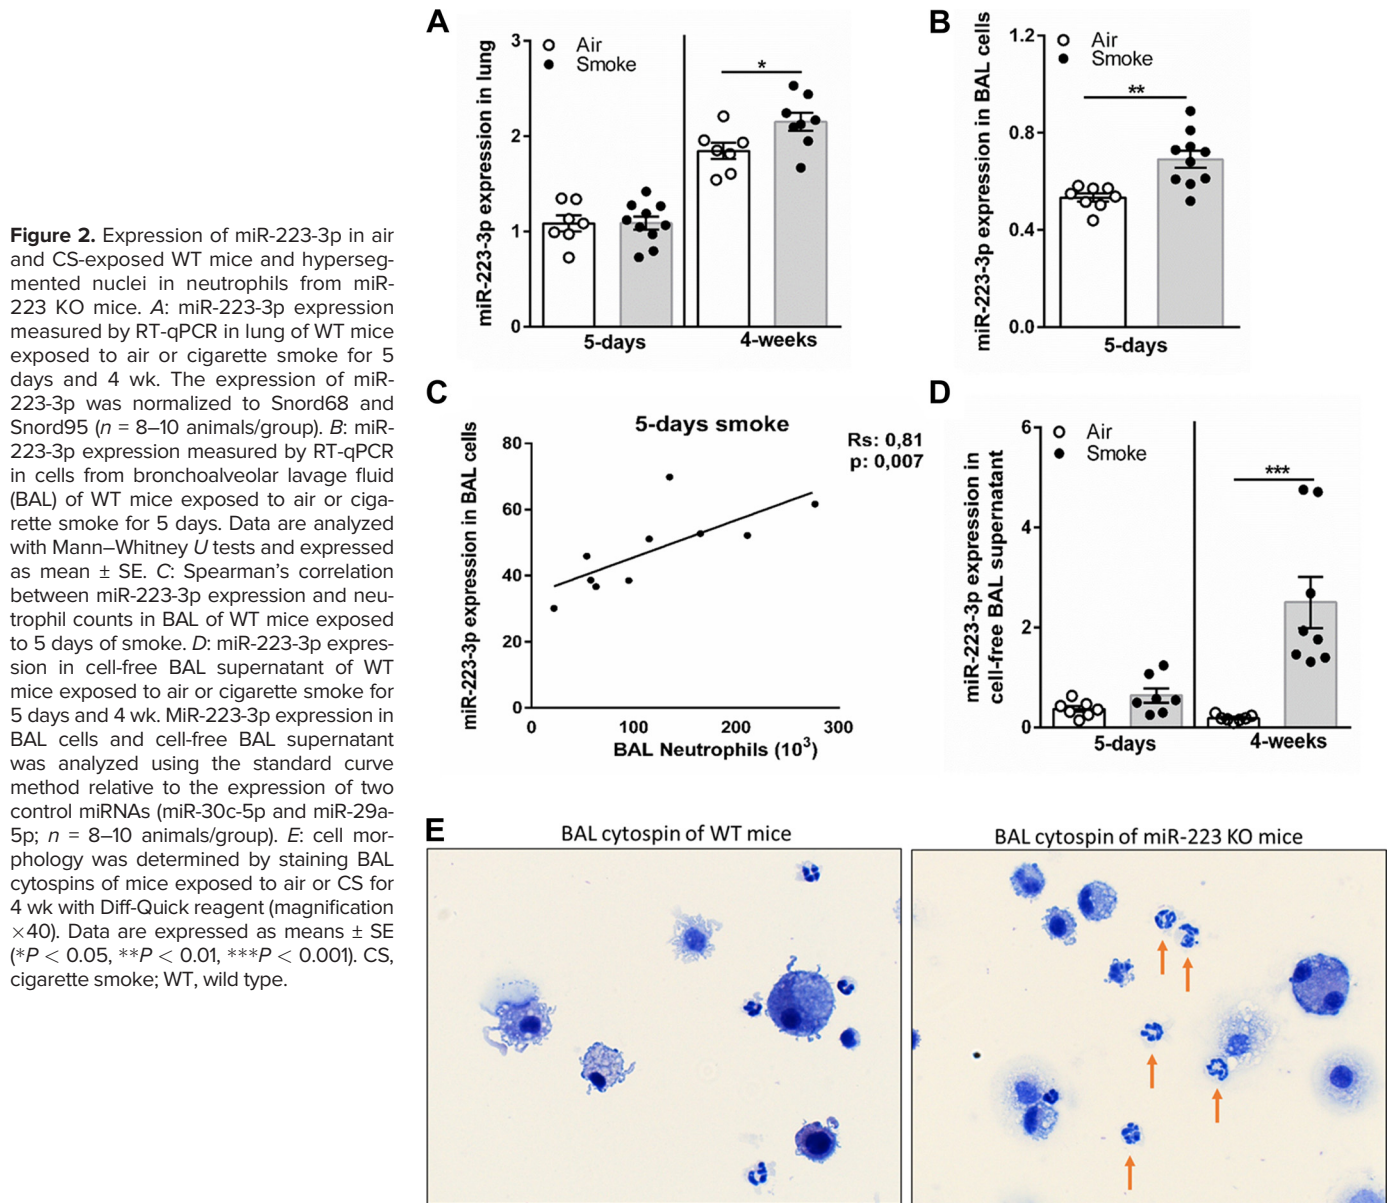 Figure 2. Expression of miR-223-3p in air
and CS-exposed WT mice and hyperseg-
mented nuclei in neutrophils from miR-
223 KO mice. A: miR-223-3p expression
measured by RT-qPCR in lung of WT mice
exposed to air or cigarette smoke for 5
days and 4 wk. The expression of miR-
223-3p was normalized to Snord68 and
Snord95 (n = 8–10 animals/group). B: miR-
223-3p expression measured by RT-qPCR
in cells from bronchoalveolar lavage fluid
(BAL) of WT mice exposed to air or ciga-
rette smoke for 5 days. Data are analyzed
with Mann–Whitney U tests and expressed
as mean ± SE. C: Spearman's correlation
between miR-223-3p expression and neu-
trophil counts in BAL of WT mice exposed
to 5 days of smoke. D: miR-223-3p expres-
sion in cell-free BAL supernatant of WT
mice exposed to air or cigarette smoke for
5 days and 4 wk. MiR-223-3p expression in
BAL cells and cell-free BAL supernatant
was analyzed using the standard curve
method relative to the expression of two
control miRNAs (miR-30c-5p and miR-29a-
5p; n = 8–10 animals/group). E: cell mor-
phology was determined by staining BAL
cytospins of mice exposed to air or CS for
4 wk with Diff-Quick reagent (magnification
×40). Data are expressed as means ± SE
(*P < 0.05, **P < 0.01, ***P < 0.001). CS,
cigarette smoke; WT, wild type.
A
miR-223-3p expression in lung
3
2
1
0
Air
Smoke
*
5-days
4-weeks
B
miR-223-3p expression in BAL cells
1.2
0.8
0.4
0.0
Air
Smoke
**
5-days
C
5-days smoke
Rs: 0,81
p: 0,007
miR-223-3p expression in BAL cells
80
60
40
20
0
0
100
200
300
BAL Neutrophils (10³)
D
miR-223-3p expression in
cell-free BAL supernatant
6
4
2
0
Air
Smoke
***
5-days
4-weeks
E
BAL cytospin of WT mice
BAL cytospin of miR-223 KO mice